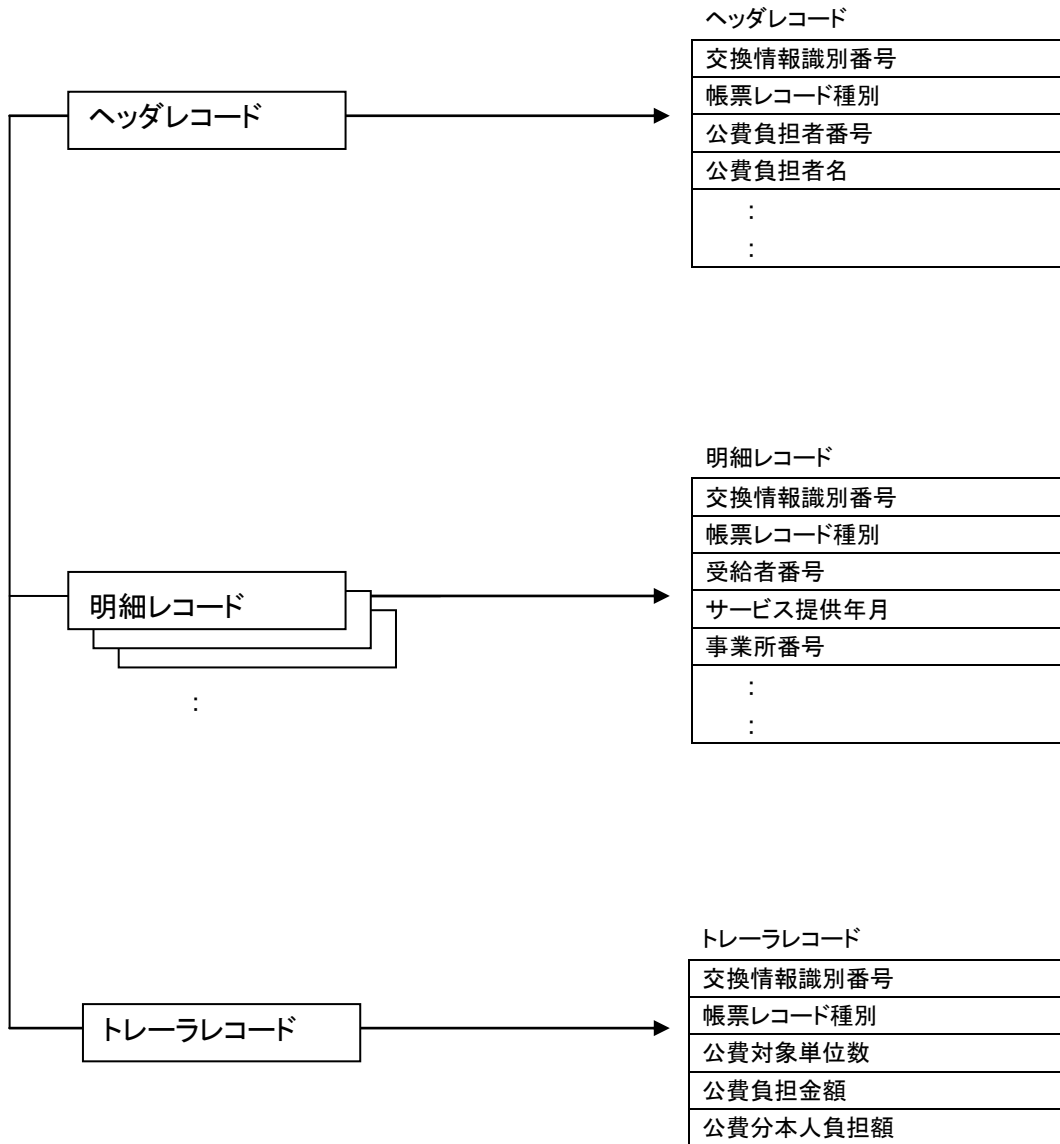 ヘッダレコード
ヘッダレコード
交換情報識別番号
帳票レコード種別
公費負担者番号
公費負担者名
:
:
明細レコード
:
明細レコード
交換情報識別番号
帳票レコード種別
受給者番号
サービス提供年月
事業所番号
:
:
トレーラレコード
トレーラレコード
交換情報識別番号
帳票レコード種別
公費対象単位数
公費負担金額
公費分本人負担額